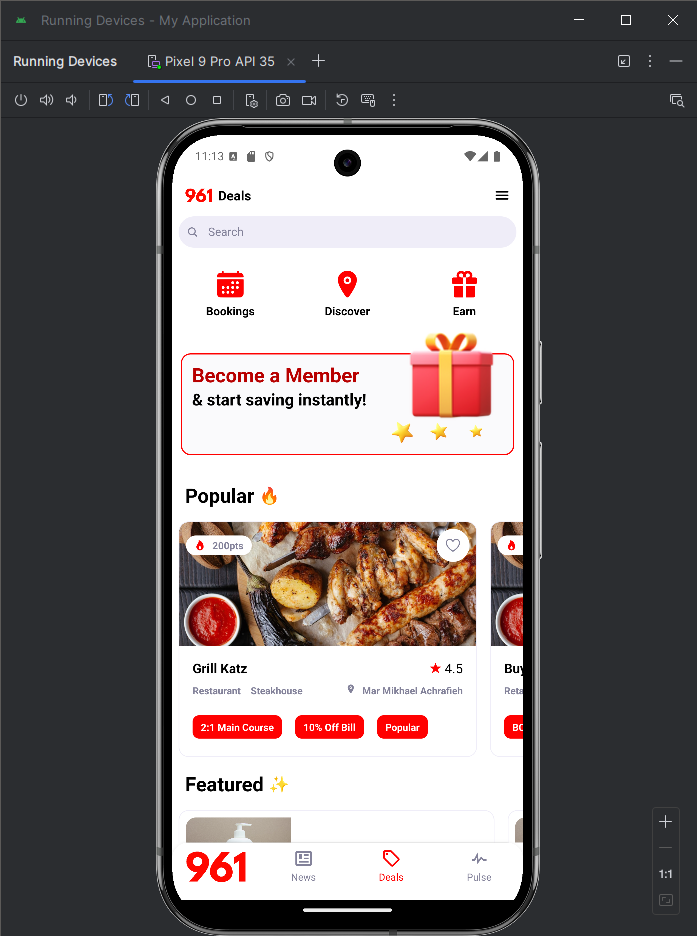 Running Devices - My Application
Running Devices Pixel 9 Pro API 35
11:13
961 Deals
Search
Bookings Discover Earn
Become a Member
& start saving instantly!
Popular 🔥
200pts
Grill Katz 4.5 Buy
Restaurant Steakhouse Mar Mikhael Achrafieh Reta
2:1 Main Course 10% Off Bill Popular
Featured ✨
961 News Deals Pulse
1:1